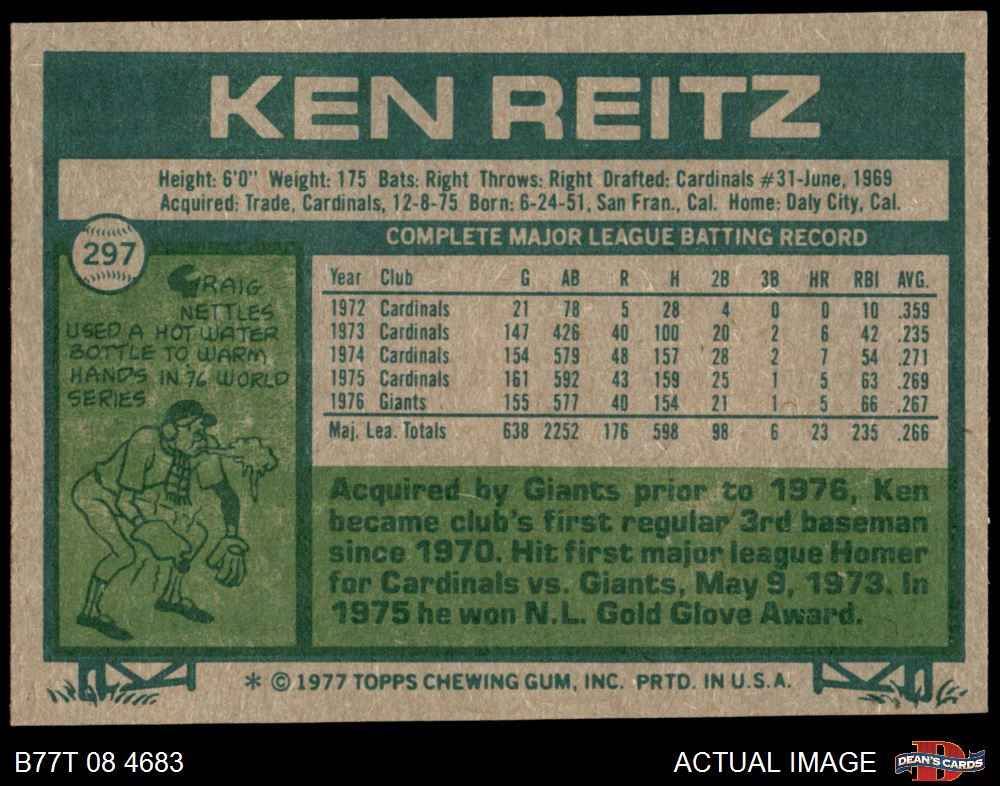 KEN REITZ
Height: 6'0" Weight: 175 Bats: Right Throws: Right Drafted: Cardinals #31-June, 1969
Acquired: Trade, Cardinals, 12-8-75 Born: 6-24-51, San Fran., Cal. Home: Daly City, Cal.
297
GRAIG
NETTLES
USED A HOT WATER
BOTTLE TO WARM
HANDS IN 76 WORLD
SERIES
COMPLETE MAJOR LEAGUE BATTING RECORD
Year Club G AB R H 2B 3B HR RBI AVG.
1972 Cardinals 21 78 5 28 4 0 0 10 .359
1973 Cardinals 147 426 40 100 20 2 6 42 .235
1974 Cardinals 154 579 48 157 28 2 7 54 .271
1975 Cardinals 161 592 43 159 25 1 5 63 .269
1976 Giants 155 577 40 154 21 1 5 66 .267
Maj. Lea. Totals 638 2252 176 598 98 6 23 235 .266
Acquired by Giants prior to 1976, Ken
became club's first regular 3rd baseman
since 1970. Hit first major league Homer
for Cardinals vs. Giants, May 9, 1973. In
1975 he won N.L. Gold Glove Award.
* © 1977 TOPPS CHEWING GUM, INC. PRTD. IN U.S.A.
B77T 08 4683
ACTUAL IMAGE
D
DEAN'S CARDS